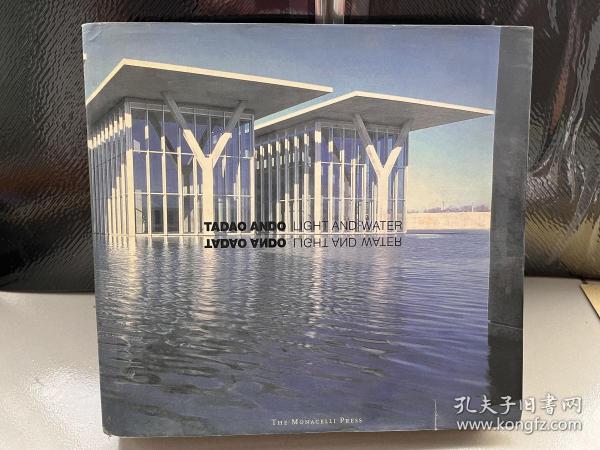 TADAO ANDO LIGHT AND WATER
TADAO ANDO LIGHT AND WATER
THE MONACELLI PRESS
孔夫子旧书网
www.kongfz.com